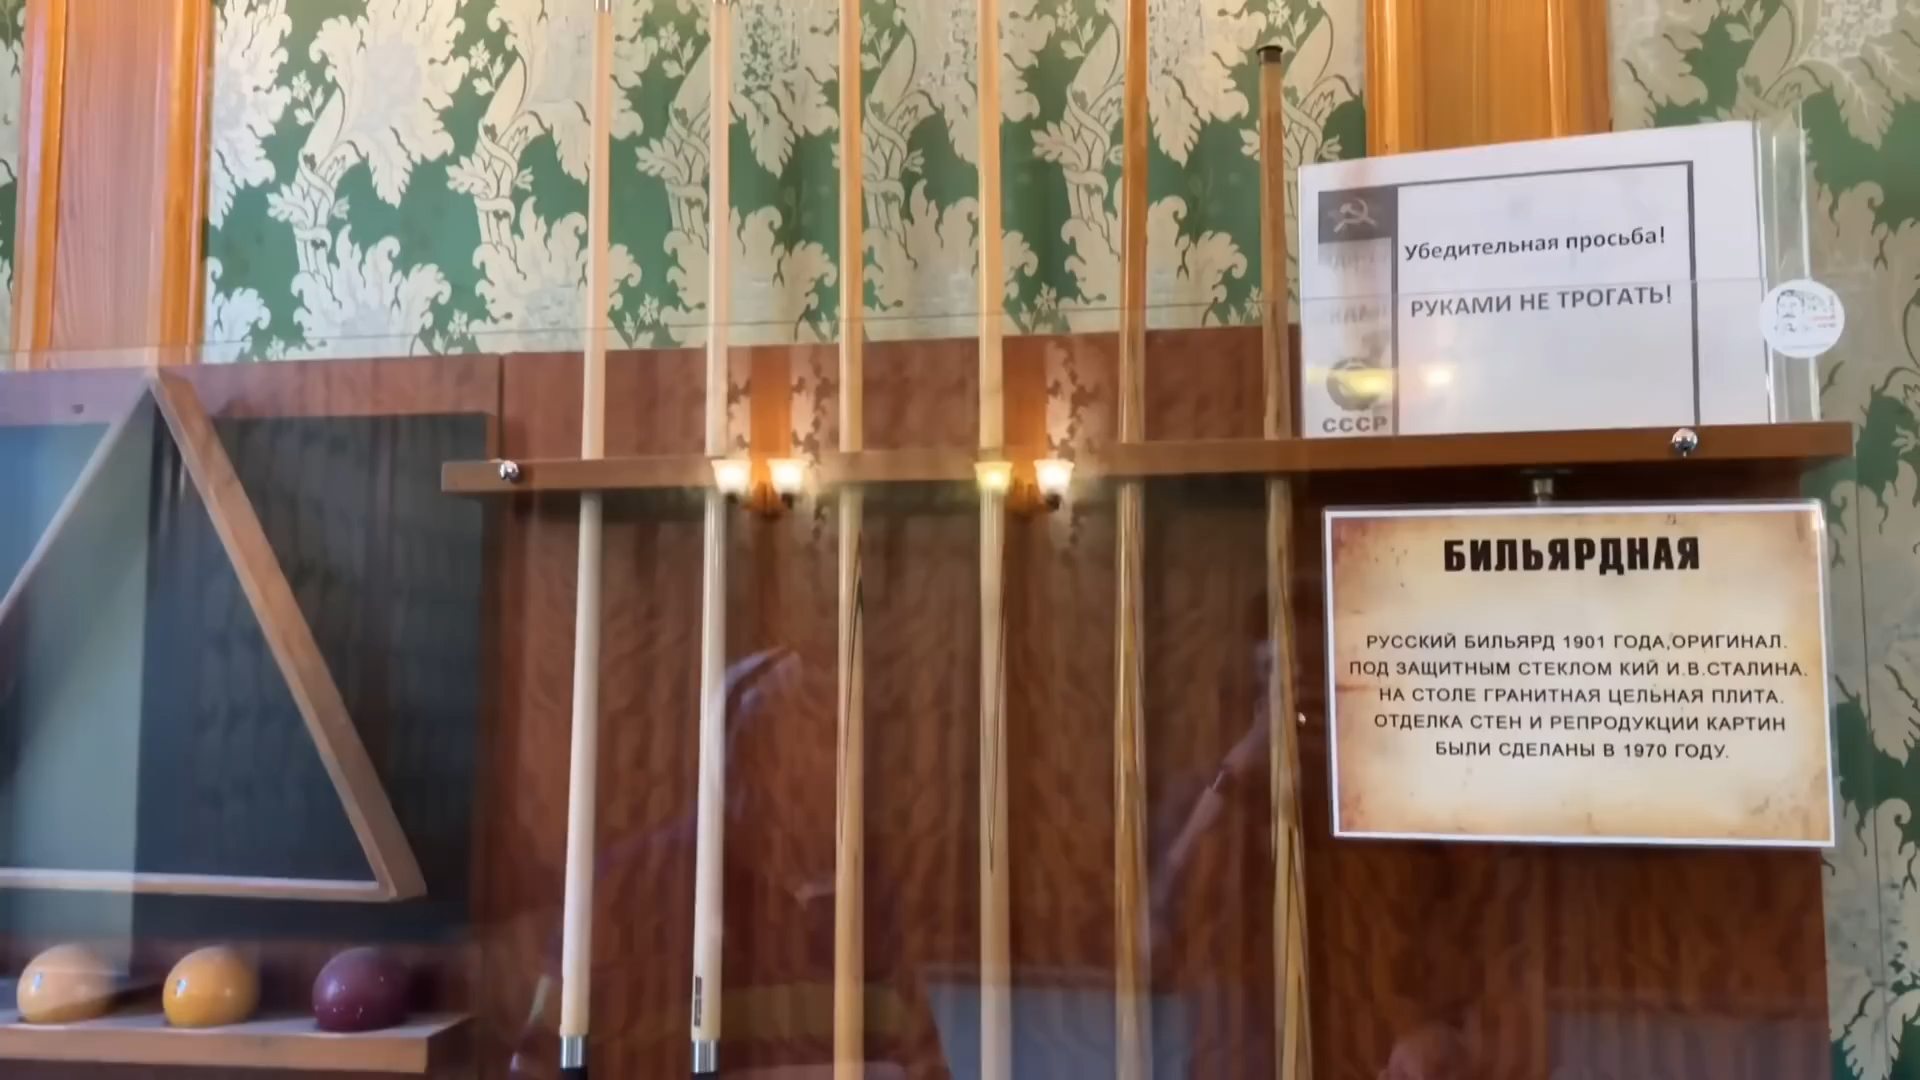 Убедительная просьба!
РУКАМИ НЕ ТРОГАТЬ!
СССР
БИЛЬЯРДНАЯ
РУССКИЙ БИЛЬЯРД 1901 ГОДА,ОРИГИНАЛ.
ПОД ЗАЩИТНЫМ СТЕКЛОМ КИЙ И.В.СТАЛИНА.
НА СТОЛЕ ГРАНИТНАЯ ЦЕЛЬНАЯ ПЛИТА.
ОТДЕЛКА СТЕН И РЕПРОДУКЦИИ КАРТИН
БЫЛИ СДЕЛАНЫ В 1970 ГОДУ.